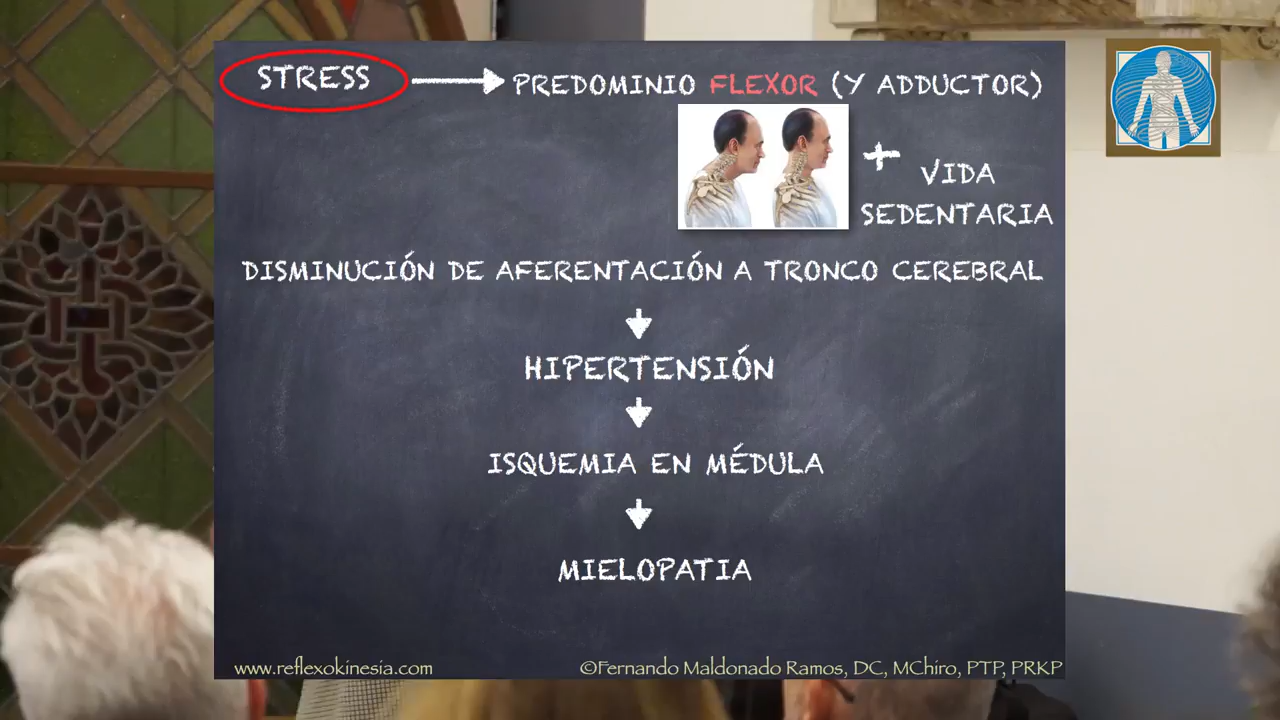 STRESS
PREDOMINIO FLEXOR (Y ADDUCTOR)
+ VIDA
SEDENTARIA
DISMINUCIÓN DE AFERENTACIÓN A TRONCO CEREBRAL
HIPERTENSIÓN
ISQUEMIA EN MÉDULA
MIELOPATIA
www.reflexokinesia.com
©Fernando Maldonado Ramos, DC, MChiro, PTP, PRKP